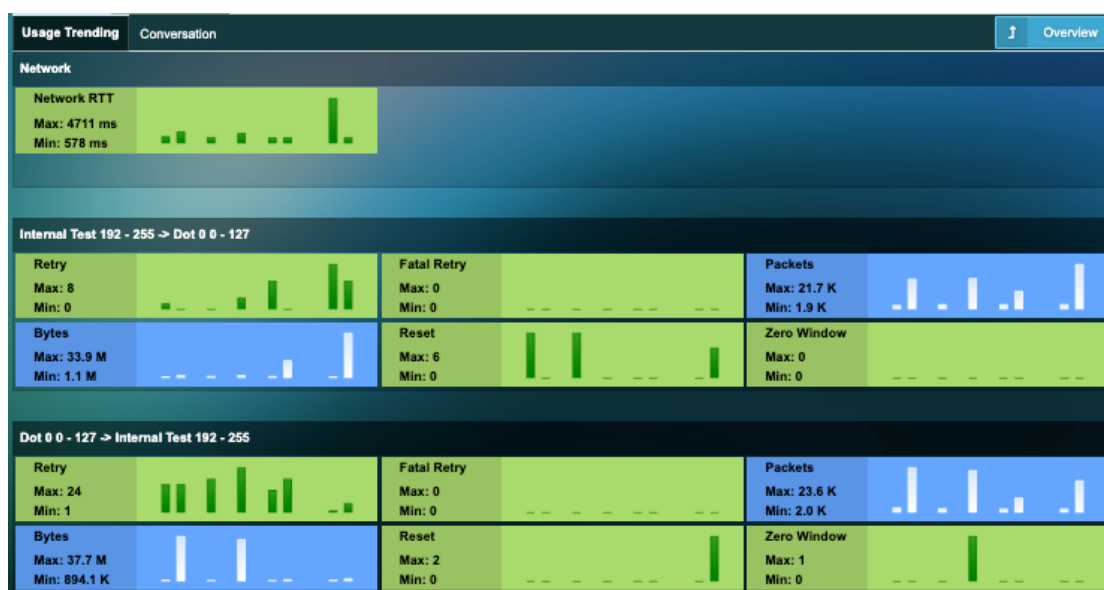 Usage Trending
Conversation
Overview
Network
Network RTT
Max: 4711 ms
Min: 578 ms
Internal Test 192 - 255 -> Dot 0 0 - 127
Retry
Max: 8
Min: 0
Fatal Retry
Max: 0
Min: 0
Packets
Max: 21.7 K
Min: 1.9 K
Bytes
Max: 33.9 M
Min: 1.1 M
Reset
Max: 6
Min: 0
Zero Window
Max: 0
Min: 0
Dot 0 0 - 127 -> Internal Test 192 - 255
Retry
Max: 24
Min: 1
Fatal Retry
Max: 0
Min: 0
Packets
Max: 23.6 K
Min: 2.0 K
Bytes
Max: 37.7 M
Min: 894.1 K
Reset
Max: 2
Min: 0
Zero Window
Max: 1
Min: 0